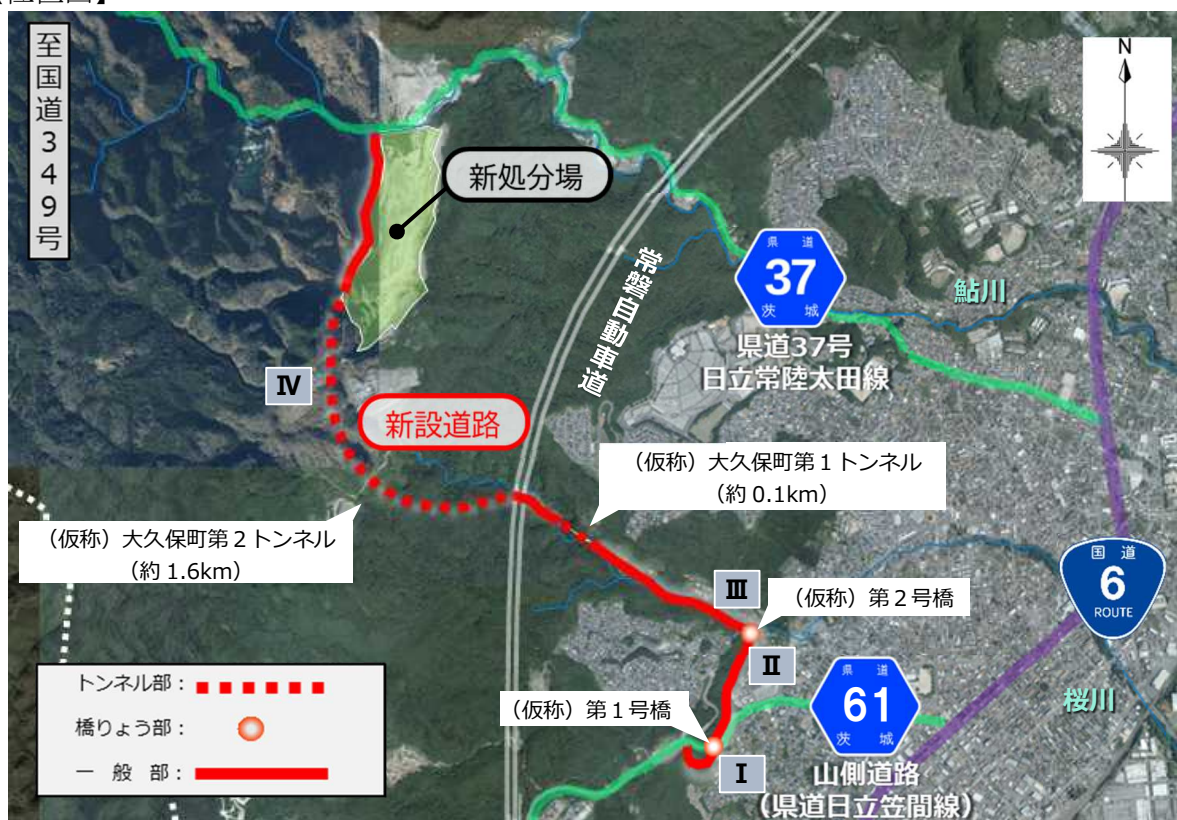 至国道349号
N
新処分場
常磐自動車道
県道
37
茨城
県道37号
日立常陸太田線
鮎川
Ⅳ
新設道路
(仮称)大久保町第1トンネル
(約 0.1km)
(仮称)大久保町第2トンネル
(約 1.6km)
国道
6
ROUTE
Ⅲ
(仮称)第2号橋
Ⅱ
(仮称)第1号橋
県道
61
茨城
桜川
Ⅰ
山側道路
(県道日立笠間線)
トンネル部:
橋りょう部:
一般部: